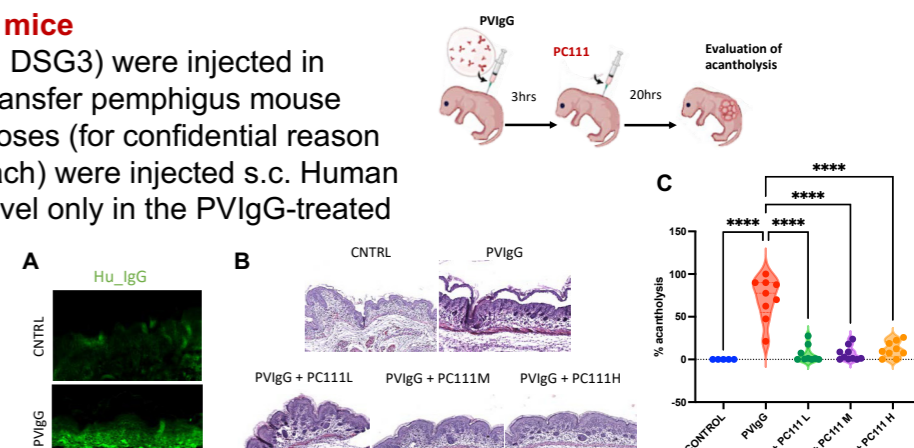 mice
DSG3) were injected in
transfer pemphigus mouse
oses (for confidential reason
ach) were injected s.c. Human
vel only in the PVIgG-treated
PVIgG
PC111
3hrs
20hrs
Evaluation of
acantholysis
A
Hu_IgG
CNTRL
PVIgG
B
CNTRL
PVIgG
PVIgG + PC111L
PVIgG + PC111M
PVIgG + PC111H
C
****
****
**** ****
% acantholysis
150
100
50
0
-50
CONTROL
PVIgG
+ PC111 L
+ PC111 M
+ PC111 H